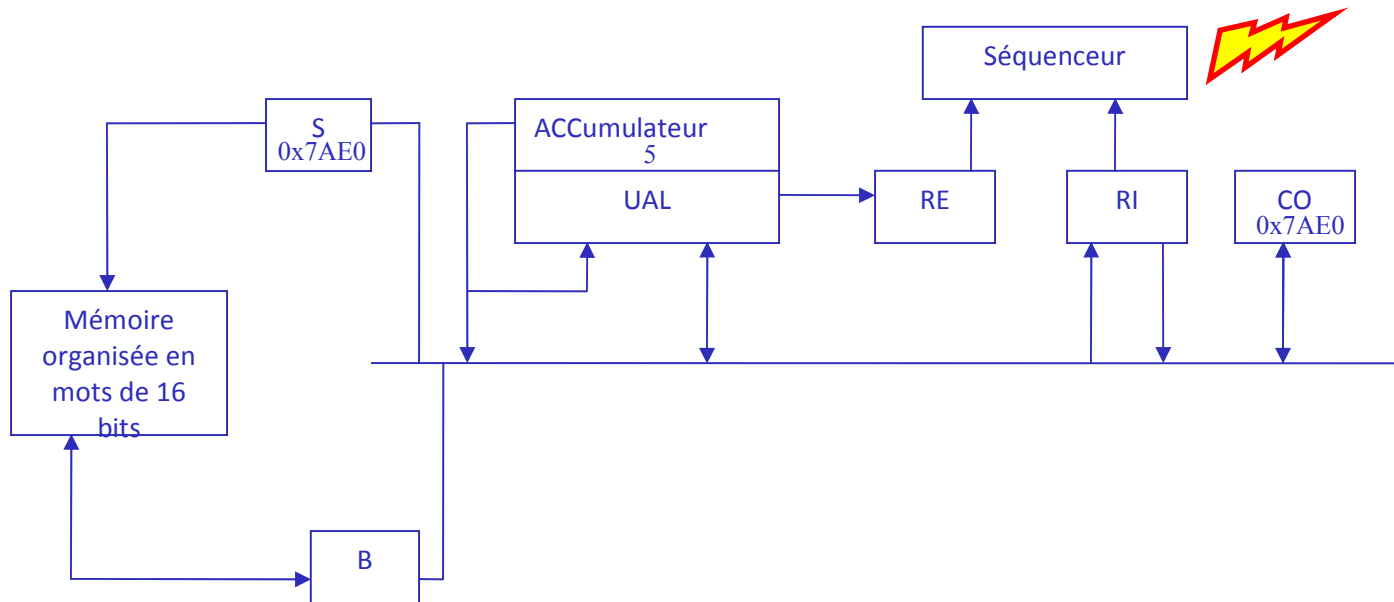 Séquenceur
S
0x7AE0
ACCumulateur
5
UAL
RE
RI
CO
0x7AE0
Mémoire
organisée en
mots de 16
bits
B